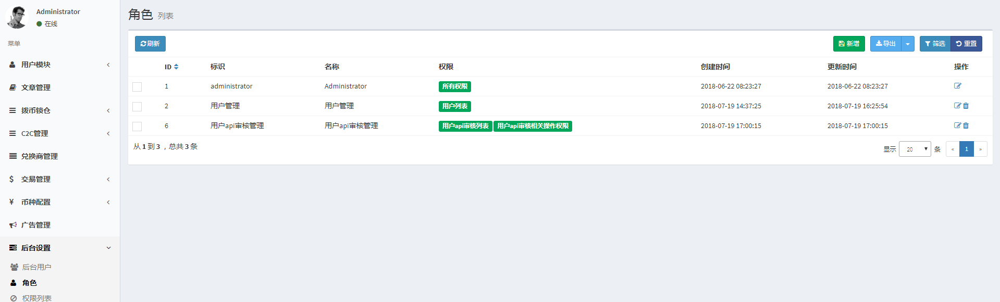 Administrator
在线
菜单
用户模块
文章管理
拨币锁仓
C2C管理
兑换商管理
交易管理
币种配置
广告管理
后台设置
后台用户
角色
权限列表
角色 列表
刷新 新增 导出 筛选 重置
ID 标识 名称 权限 创建时间 更新时间 操作
1 administrator Administrator 所有权限 2018-06-22 08:23:27 2018-06-22 08:23:27
2 用户管理 用户管理 用户列表 2018-07-19 14:37:25 2018-07-19 16:25:54
6 用户api审核管理 用户api审核管理 用户api审核列表 用户api审核相关操作权限 2018-07-19 17:00:15 2018-07-19 17:00:15
从 1 到 3 ，总共 3 条 显示 20 条 « 1 »